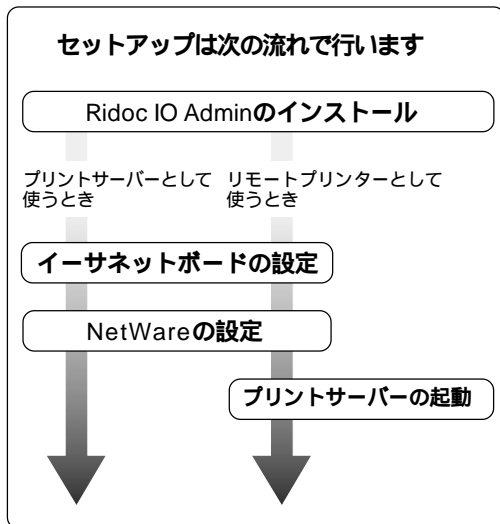 セットアップは次の流れで行います
Ridoc IO Adminのインストール
プリントサーバーとして
使うとき
リモートプリンターとして
使うとき
イーサネットボードの設定
NetWareの設定
プリントサーバーの起動